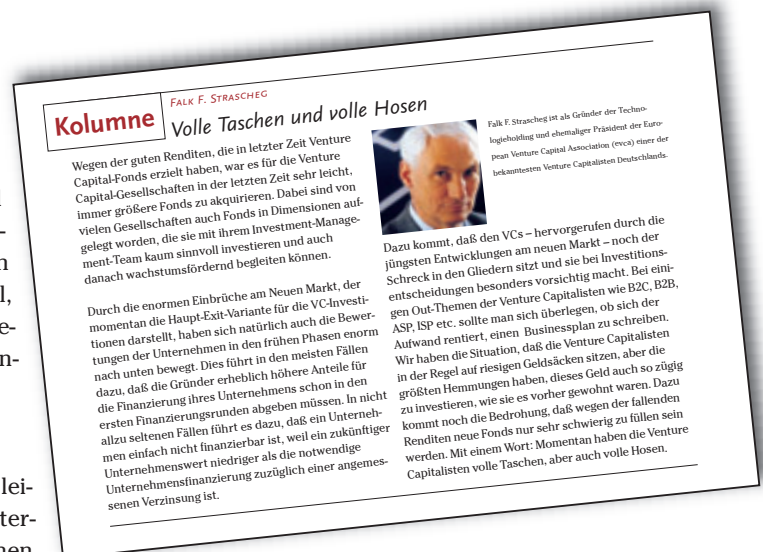 Kolumne
FALK F. STRASCHEG
Volle Taschen und volle Hosen
Wegen der guten Renditen, die in letzter Zeit Venture
Capital-Fonds erzielt haben, war es für die Venture
Capital-Gesellschaften in der letzten Zeit sehr leicht,
immer größere Fonds zu akquirieren. Dabei sind von
vielen Gesellschaften auch Fonds in Dimensionen auf-
gelegt worden, die sie mit ihrem Investment-Manage-
ment-Team kaum sinnvoll investieren und auch
danach wachstumsfördernd begleiten können.
Durch die enormen Einbrüche am Neuen Markt, der
momentan die Haupt-Exit-Variante für die VC-Investi-
tionen darstellt, haben sich natürlich auch die Bewer-
tungen der Unternehmen in den frühen Phasen enorm
nach unten bewegt. Dies führt in den meisten Fällen
dazu, daß die Gründer erheblich höhere Anteile für
die Finanzierung ihres Unternehmens schon in den
ersten Finanzierungsrunden abgeben müssen. In nicht
allzu seltenen Fällen führt es dazu, daß ein Unterneh-
men einfach nicht finanzierbar ist, weil ein zukünftiger
Unternehmenswert niedriger als die notwendige
Unternehmensfinanzierung zuzüglich einer angemes-
senen Verzinsung ist.
Falk F. Strascheg ist als Gründer der Techno-
logieholding und ehemaliger Präsident der Euro-
pean Venture Capital Association (evca) einer der
bekanntesten Venture Capitalisten Deutschlands.
Dazu kommt, daß den VCs – hervorgerufen durch die
jüngsten Entwicklungen am neuen Markt – noch der
Schreck in den Gliedern sitzt und sie bei Investitions-
entscheidungen besonders vorsichtig macht. Bei eini-
gen Out-Themen der Venture Capitalisten wie B2C, B2B,
ASP, ISP etc. sollte man sich überlegen, ob sich der
Aufwand rentiert, einen Businessplan zu schreiben.
Wir haben die Situation, daß die Venture Capitalisten
in der Regel auf riesigen Geldsäcken sitzen, aber die
größten Hemmungen haben, dieses Geld auch so zügig
zu investieren, wie sie es vorher gewohnt waren. Dazu
kommt noch die Bedrohung, daß wegen der fallenden
Renditen neue Fonds nur sehr schwierig zu füllen sein
werden. Mit einem Wort: Momentan haben die Venture
Capitalisten volle Taschen, aber auch volle Hosen.